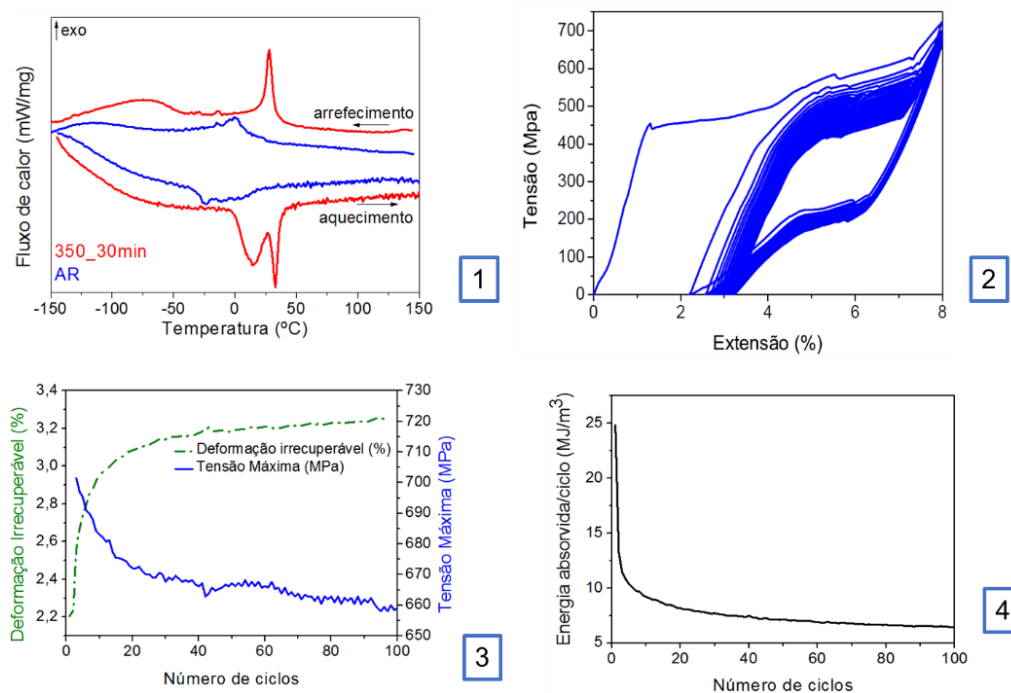 exo
Fluxo de calor (mW/mg)
arrefecimento
aquecimento
350_30min
AR
-150 -100 -50 0 50 100 150
Temperatura (ºC)
1
700
600
500
400
300
200
100
0
Tensão (Mpa)
0 2 4 6 8
Extensão (%)
2
3,4
3,2
3,0
2,8
2,6
2,4
2,2
Deformação Irrecuperável (%)
Deformação irrecuperável (%)
Tensão Máxima (MPa)
730
720
710
700
690
680
670
660
650
Tensão Máxima (MPa)
0 20 40 60 80 100
Número de ciclos
3
25
20
15
10
5
Energia absorvida/ciclo (MJ/m³)
0 20 40 60 80 100
Número de ciclos
4